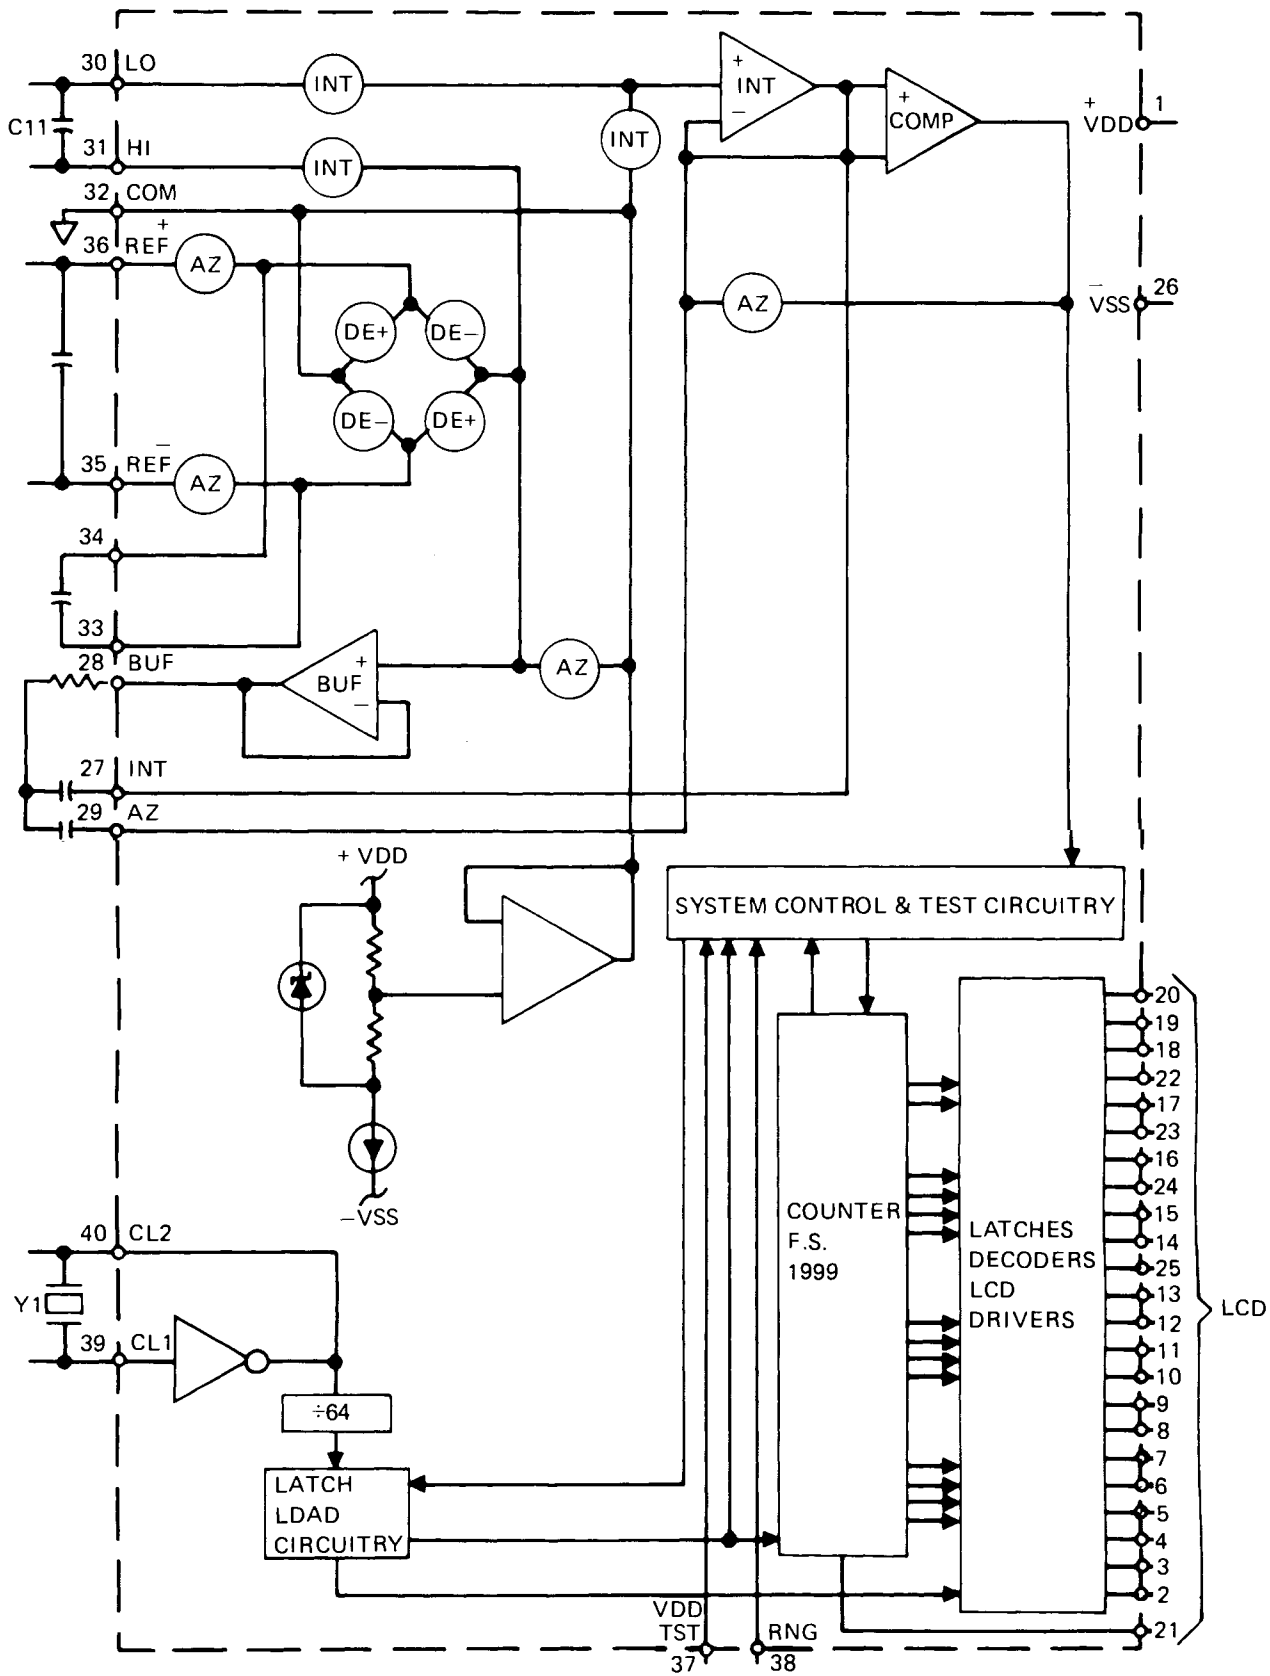 30 LO
INT
+
INT
−
+
COMP
+
VDD
1
C11
31 HI
INT
INT
32 COM
+
36 REF
AZ
−
VSS
26
AZ
DE+
DE−
DE−
DE+
−
35 REF
AZ
34
33
28 BUF
+
BUF
−
AZ
27 INT
29 AZ
+ VDD
SYSTEM CONTROL & TEST CIRCUITRY
−VSS
20
19
18
22
17
23
16
24
15
14
25
13
12
11
10
9
8
7
6
5
4
3
2
21
LCD
COUNTER
F.S.
1999
LATCHES
DECODERS
LCD
DRIVERS
40 CL2
Y1
39 CL1
÷64
LATCH
LDAD
CIRCUITRY
VDD
TST
37
RNG
38